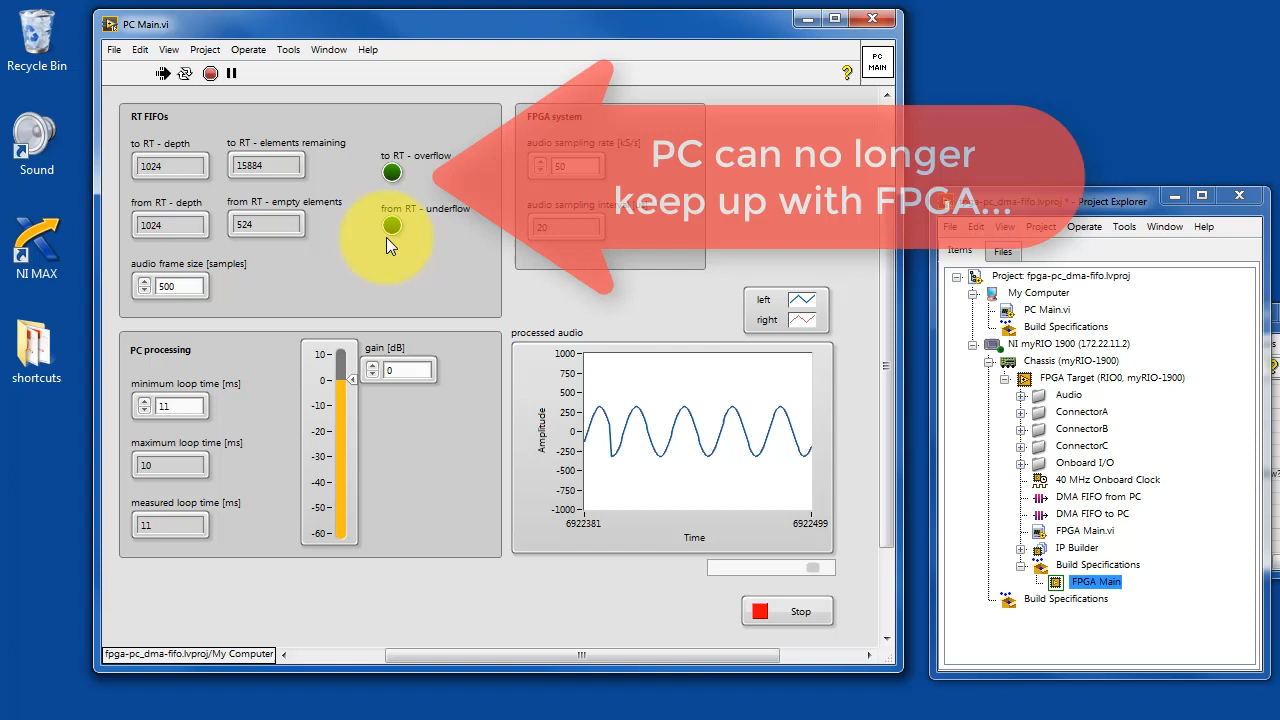 Recycle Bin
Sound
NI MAX
shortcuts
PC Main.vi
File Edit View Project Operate Tools Window Help
?
PC
MAIN
RT FIFOs
to RT - depth
1024
to RT - elements remaining
15884
to RT - overflow
from RT - depth
1024
from RT - empty elements
524
from RT - underflow
audio frame size [samples]
500
FPGA system
audio sampling rate [kS/s]
50
audio sampling interval [us]
20
PC can no longer
keep up with FPGA...
PC processing
minimum loop time [ms]
11
maximum loop time [ms]
10
measured loop time [ms]
11
10
0
-10
-20
-30
-40
-50
-60
gain [dB]
0
left
right
processed audio
Amplitude
1000
750
500
250
0
-250
-500
-750
-1000
6922381
6922499
Time
Stop
fpga-pc_dma-fifo.lvproj/My Computer
fpga-pc_dma-fifo.lvproj * - Project Explorer
File Edit View Project Operate Tools Window Help
Items
Files
Project: fpga-pc_dma-fifo.lvproj
My Computer
PC Main.vi
Build Specifications
NI myRIO 1900 (172.22.11.2)
Chassis (myRIO-1900)
FPGA Target (RIO0, myRIO-1900)
Audio
ConnectorA
ConnectorB
ConnectorC
Onboard I/O
40 MHz Onboard Clock
DMA FIFO from PC
DMA FIFO to PC
FPGA Main.vi
IP Builder
Build Specifications
FPGA Main
Build Specifications